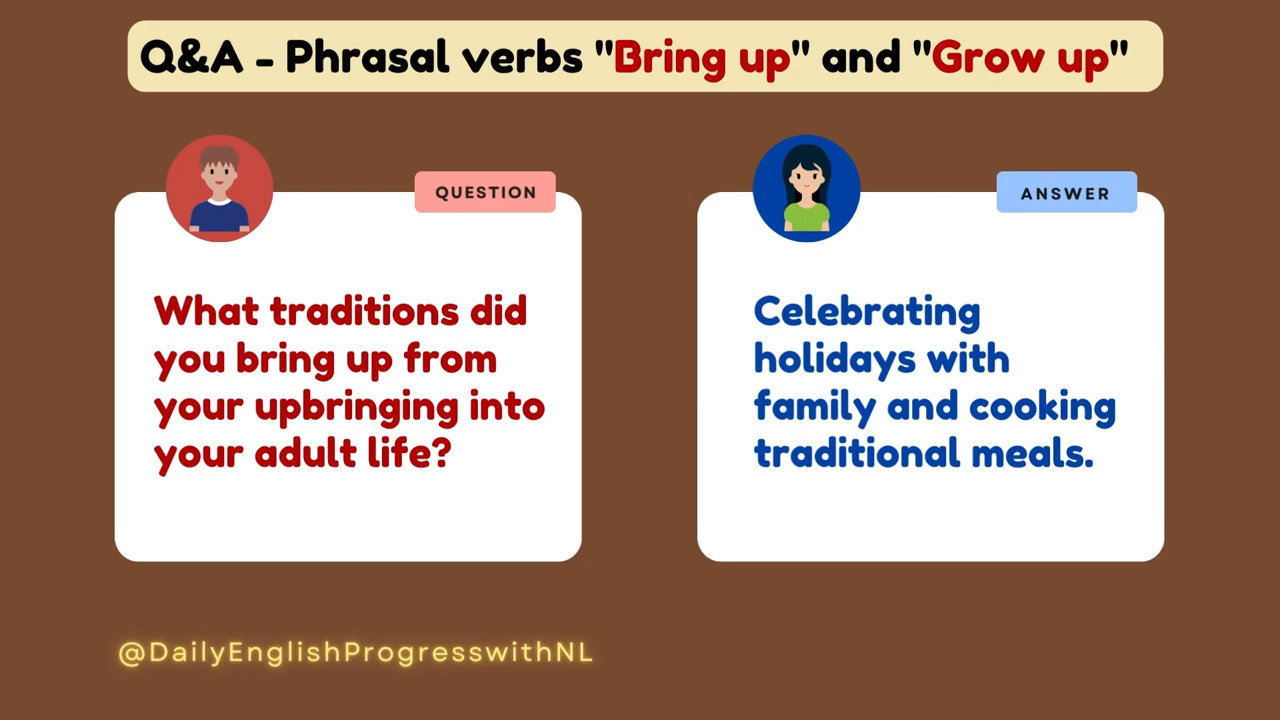 Q&A - Phrasal verbs "Bring up" and "Grow up"
QUESTION
What traditions did
you bring up from
your upbringing into
your adult life?
ANSWER
Celebrating
holidays with
family and cooking
traditional meals.
@DailyEnglishProgresswithNL